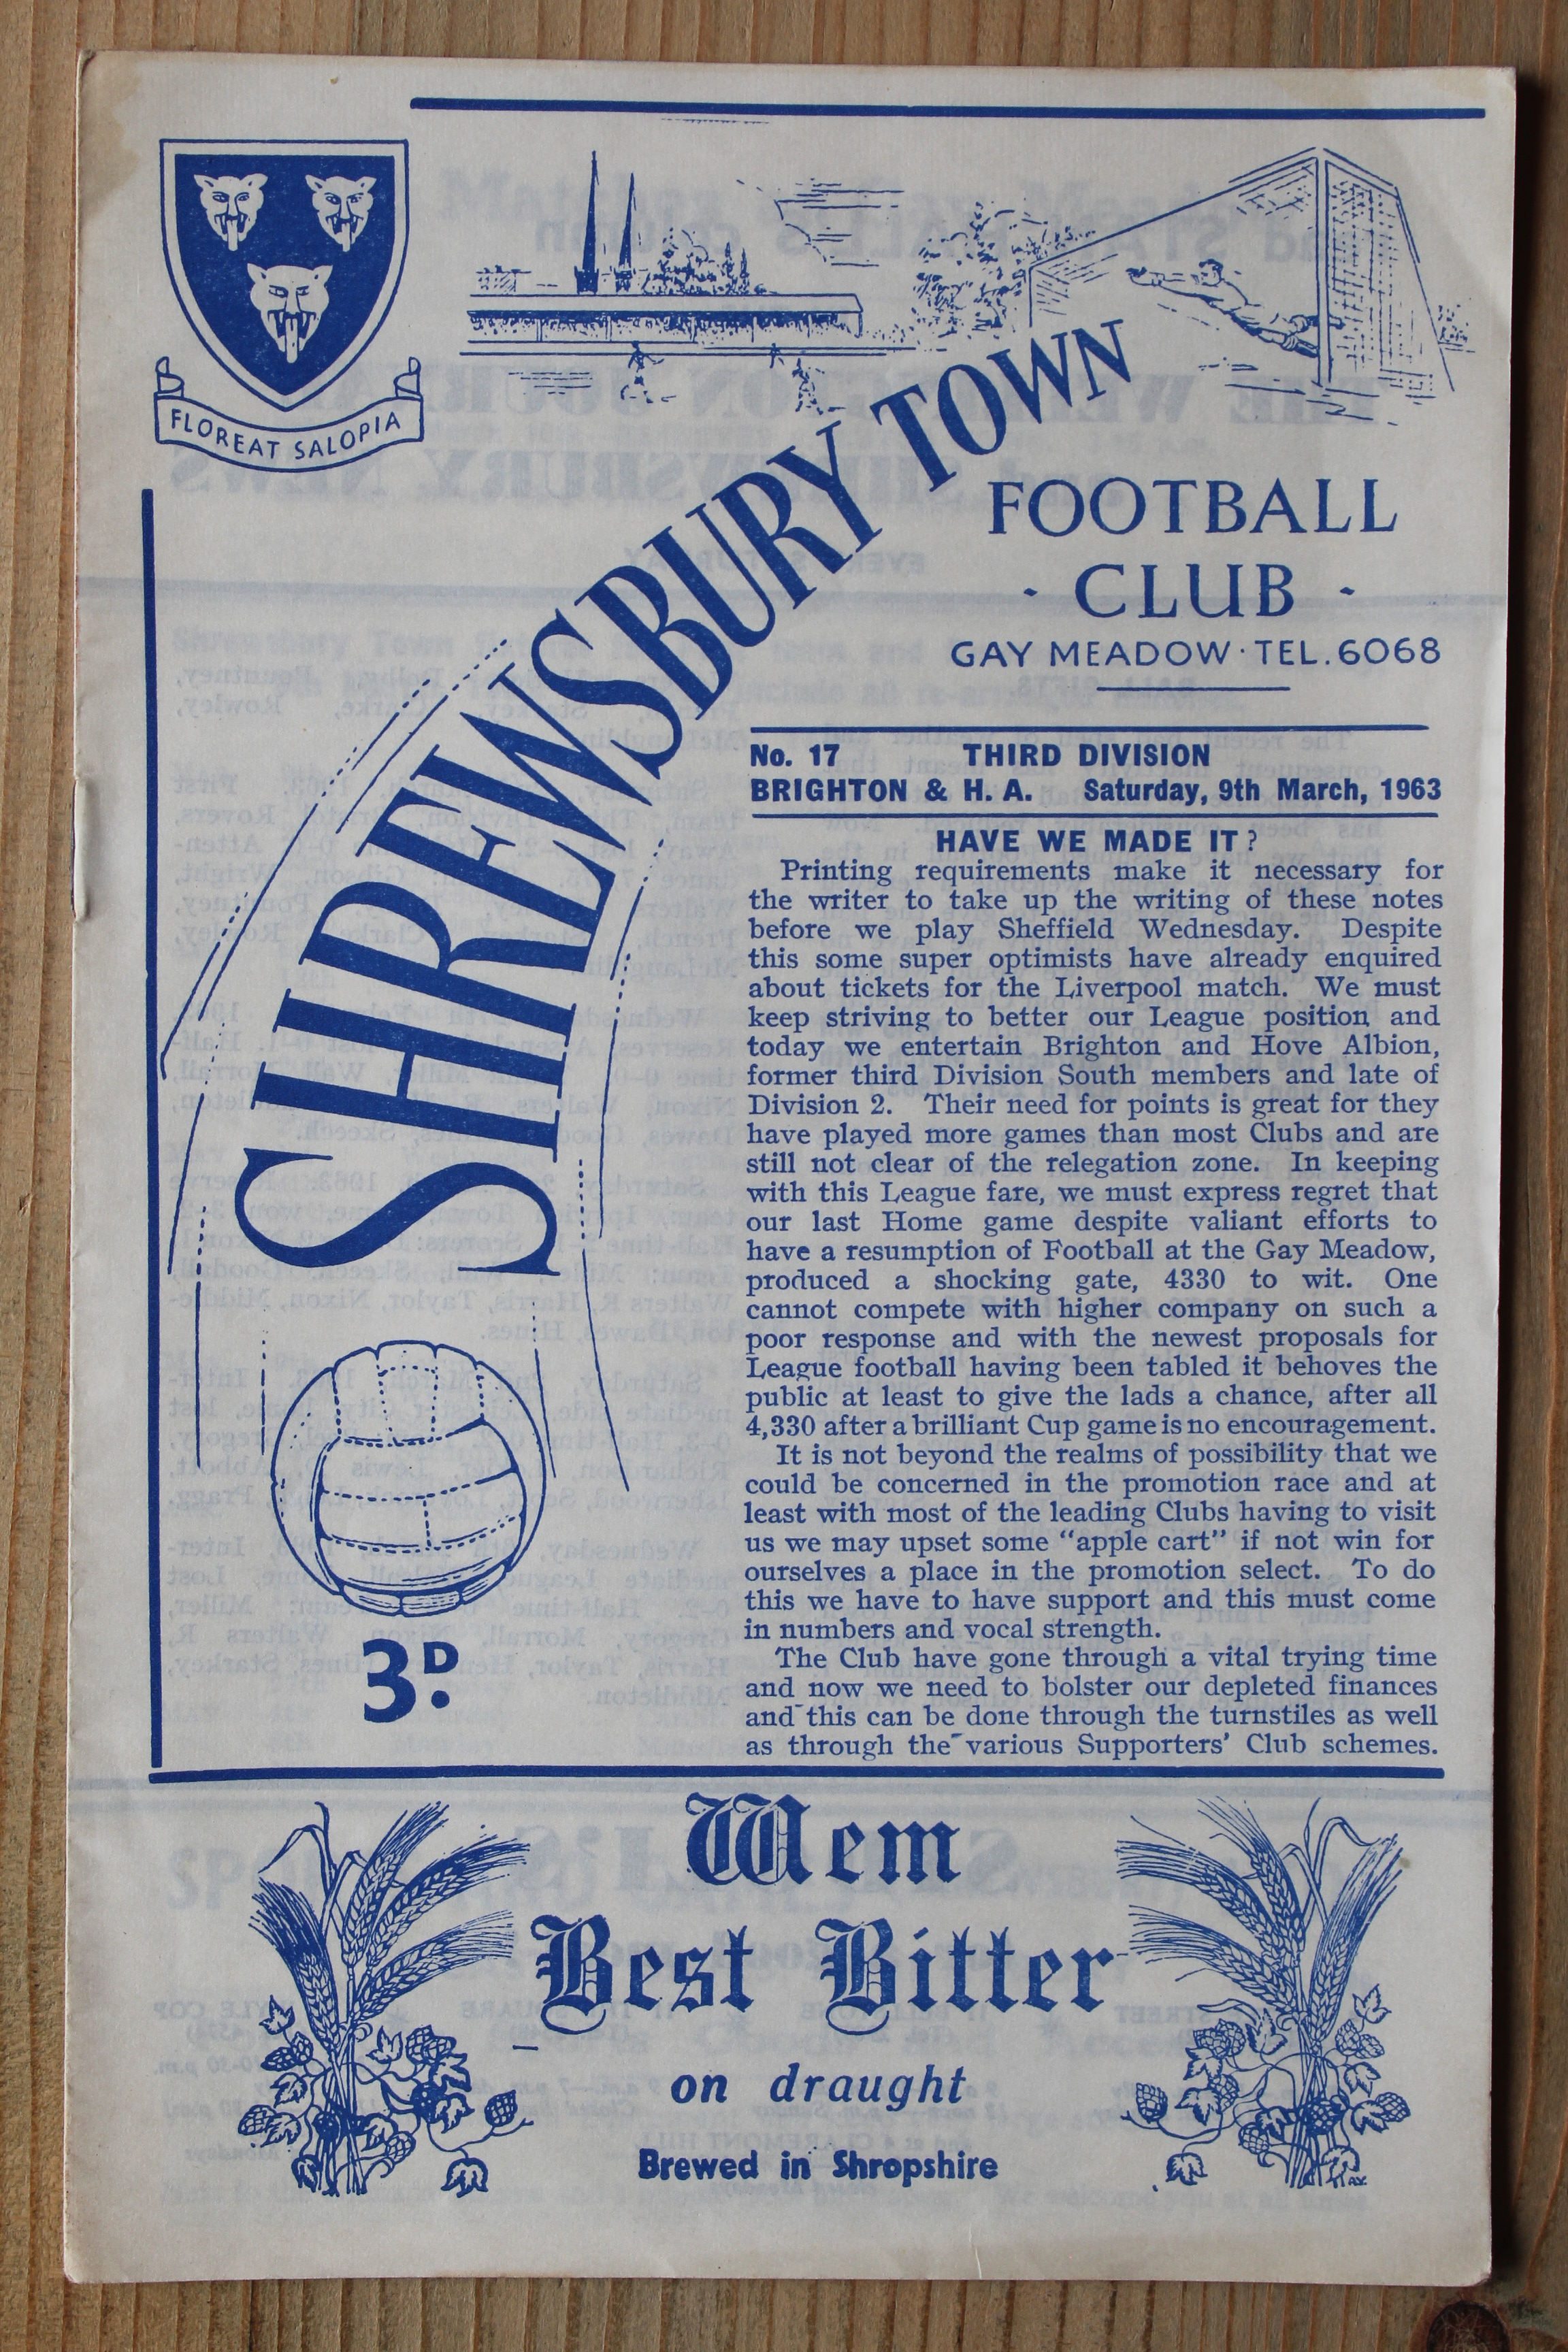 FLOREAT SALOPIA
SHREWSBURY TOWN
FOOTBALL
- CLUB -
GAY MEADOW · TEL. 6068
No. 17 THIRD DIVISION
BRIGHTON & H. A. Saturday, 9th March, 1963
HAVE WE MADE IT?
Printing requirements make it necessary for
the writer to take up the writing of these notes
before we play Sheffield Wednesday. Despite
this some super optimists have already enquired
about tickets for the Liverpool match. We must
keep striving to better our League position and
today we entertain Brighton and Hove Albion,
former third Division South members and late of
Division 2. Their need for points is great for they
have played more games than most Clubs and are
still not clear of the relegation zone. In keeping
with this League fare, we must express regret that
our last Home game despite valiant efforts to
have a resumption of Football at the Gay Meadow,
produced a shocking gate, 4330 to wit. One
cannot compete with higher company on such a
poor response and with the newest proposals for
League football having been tabled it behoves the
public at least to give the lads a chance, after all
4,330 after a brilliant Cup game is no encouragement.
It is not beyond the realms of possibility that we
could be concerned in the promotion race and at
least with most of the leading Clubs having to visit
us we may upset some "apple cart" if not win for
ourselves a place in the promotion select. To do
this we have to have support and this must come
in numbers and vocal strength.
The Club have gone through a vital trying time
and now we need to bolster our depleted finances
and this can be done through the turnstiles as well
as through the various Supporters' Club schemes.
3D.
Wem
Best Bitter
on draught
Brewed in Shropshire